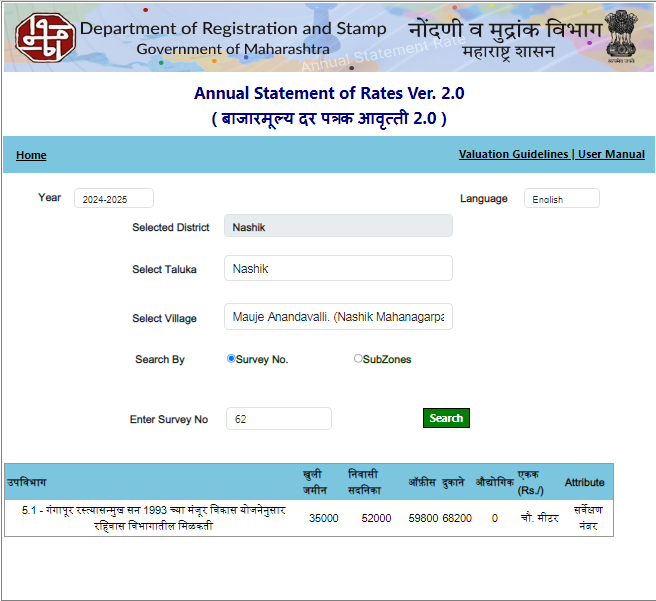 Department of Registration and Stamp
Government of Maharashtra
नोंदणी व मुद्रांक विभाग
महाराष्ट्र शासन
Annual Statement Rate
Annual Statement of Rates Ver. 2.0
( बाजारमूल्य दर पत्रक आवृत्ती 2.0 )
Home
Valuation Guidelines | User Manual
Year 2024-2025 Language English
Selected District Nashik
Select Taluka Nashik
Select Village Mauje Anandavalli. (Nashik Mahanagarpa
Search By Survey No. SubZones
Enter Survey No 62 Search
उपविभाग खुली जमीन निवासी सदनिका ऑफ़ीस दुकाने औद्योगिक एकक (Rs./) Attribute
5.1 - गंगापूर रस्त्यासन्मुख सन 1993 च्या मंजूर विकास योजनेनुसार रहिवास विभागातील मिळकती 35000 52000 59800 68200 0 चौ. मीटर सर्वेक्षण नंबर